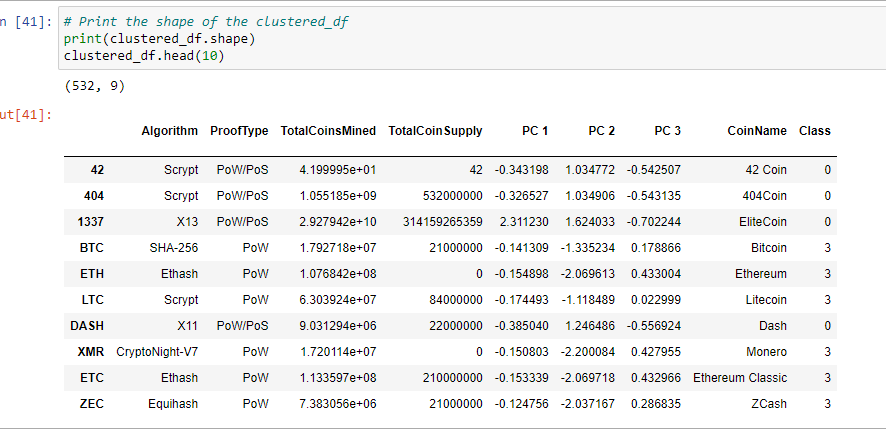 n [41]: # Print the shape of the clustered_df
print(clustered_df.shape)
clustered_df.head(10)
(532, 9)
ut[41]:
Algorithm ProofType TotalCoinsMined TotalCoinSupply PC 1 PC 2 PC 3 CoinName Class
42 Scrypt PoW/PoS 4.199995e+01 42 -0.343198 1.034772 -0.542507 42 Coin 0
404 Scrypt PoW/PoS 1.055185e+09 532000000 -0.326527 1.034906 -0.543135 404Coin 0
1337 X13 PoW/PoS 2.927942e+10 314159265359 2.311230 1.624033 -0.702244 EliteCoin 0
BTC SHA-256 PoW 1.792718e+07 21000000 -0.141309 -1.335234 0.178866 Bitcoin 3
ETH Ethash PoW 1.076842e+08 0 -0.154898 -2.069613 0.433004 Ethereum 3
LTC Scrypt PoW 6.303924e+07 84000000 -0.174493 -1.118489 0.022999 Litecoin 3
DASH X11 PoW/PoS 9.031294e+06 22000000 -0.385040 1.246486 -0.556924 Dash 0
XMR CryptoNight-V7 PoW 1.720114e+07 0 -0.150803 -2.200084 0.427955 Monero 3
ETC Ethash PoW 1.133597e+08 210000000 -0.153339 -2.069718 0.432966 Ethereum Classic 3
ZEC Equihash PoW 7.383056e+06 21000000 -0.124756 -2.037167 0.286835 ZCash 3